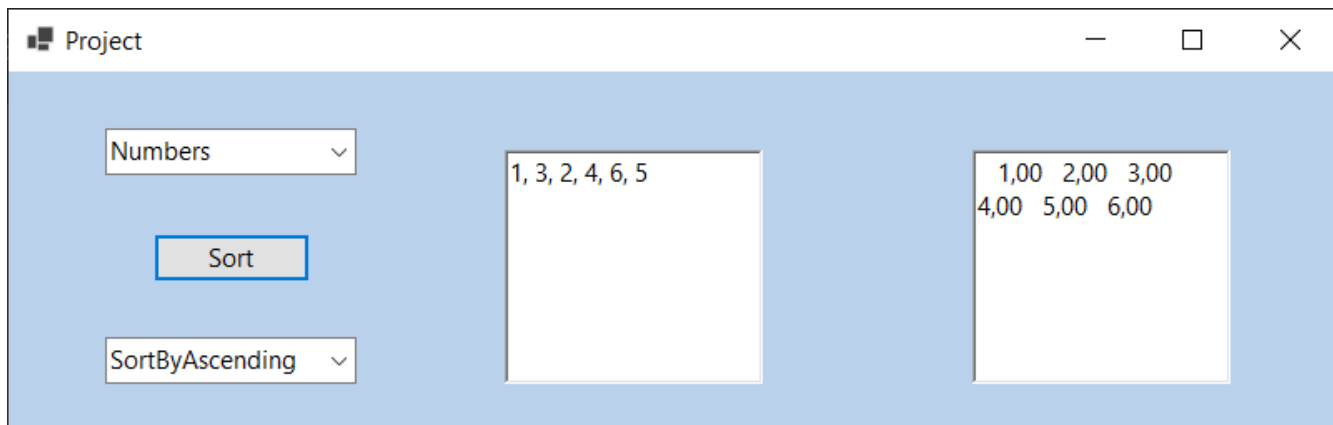 Project
Numbers
Sort
SortByAscending
1, 3, 2, 4, 6, 5
1,00 2,00 3,00
4,00 5,00 6,00